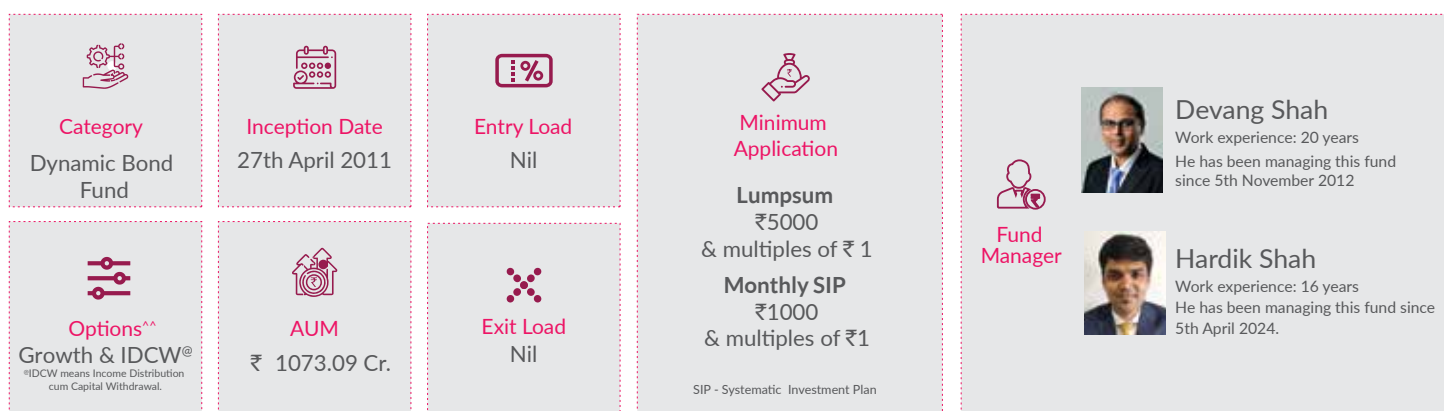 Category
Dynamic Bond
Fund
Inception Date
27th April 2011
%
Entry Load
Nil
Options^^
Growth & IDCW@
@IDCW means Income Distribution
cum Capital Withdrawal.
₹
AUM
₹ 1073.09 Cr.
Exit Load
Nil
₹
Minimum
Application
Lumpsum
₹5000
& multiples of ₹ 1
Monthly SIP
₹1000
& multiples of ₹1
SIP - Systematic Investment Plan
₹
Fund
Manager
Devang Shah
Work experience: 20 years
He has been managing this fund
since 5th November 2012
Hardik Shah
Work experience: 16 years
He has been managing this fund since
5th April 2024.